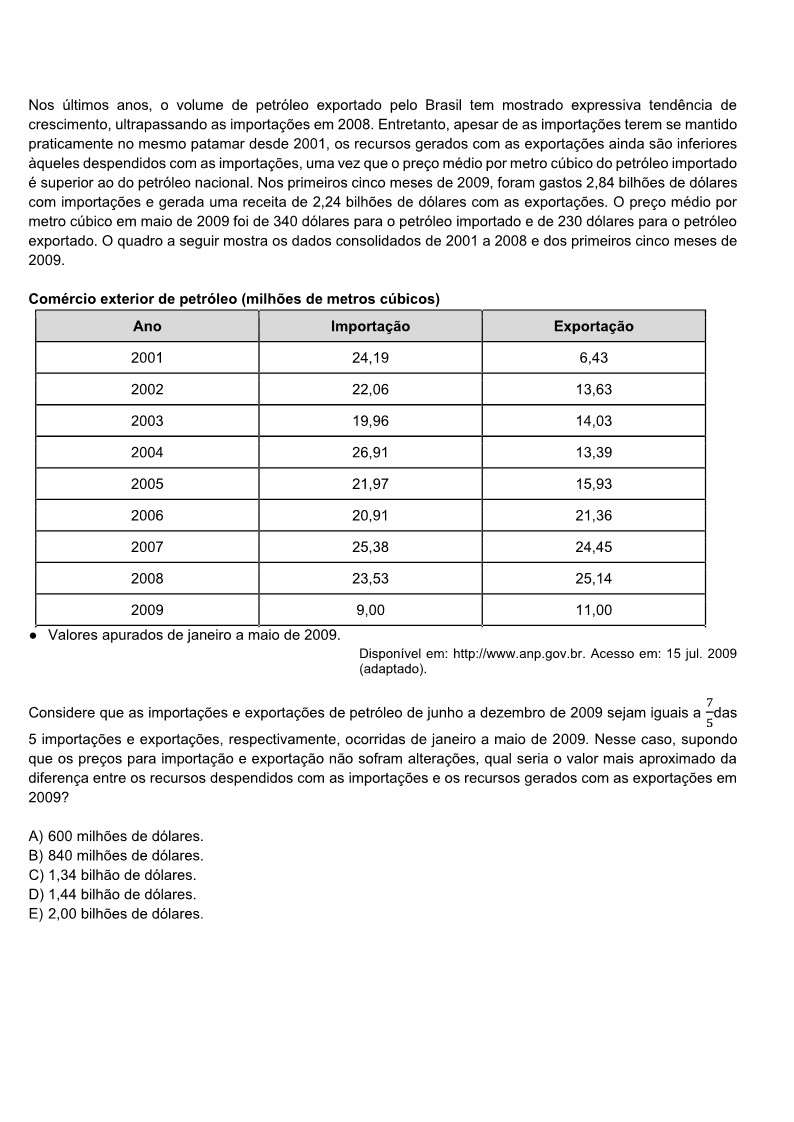 Nos últimos anos, o volume de petróleo exportado pelo Brasil tem mostrado expressiva tendência de
crescimento, ultrapassando as importações em 2008. Entretanto, apesar de as importações terem se mantido
praticamente no mesmo patamar desde 2001, os recursos gerados com as exportações ainda são inferiores
àqueles despendidos com as importações, uma vez que o preço médio por metro cúbico do petróleo importado
é superior ao do petróleo nacional. Nos primeiros cinco meses de 2009, foram gastos 2,84 bilhões de dólares
com importações e gerada uma receita de 2,24 bilhões de dólares com as exportações. O preço médio por
metro cúbico em maio de 2009 foi de 340 dólares para o petróleo importado e de 230 dólares para o petróleo
exportado. O quadro a seguir mostra os dados consolidados de 2001 a 2008 e dos primeiros cinco meses de
2009.
Comércio exterior de petróleo (milhões de metros cúbicos)
Ano Importação Exportação
2001 24,19 6,43
2002 22,06 13,63
2003 19,96 14,03
2004 26,91 13,39
2005 21,97 15,93
2006 20,91 21,36
2007 25,38 24,45
2008 23,53 25,14
2009 9,00 11,00
● Valores apurados de janeiro a maio de 2009.
Disponível em: http://www.anp.gov.br. Acesso em: 15 jul. 2009
(adaptado).
Considere que as importações e exportações de petróleo de junho a dezembro de 2009 sejam iguais a 7/5 das
5 importações e exportações, respectivamente, ocorridas de janeiro a maio de 2009. Nesse caso, supondo
que os preços para importação e exportação não sofram alterações, qual seria o valor mais aproximado da
diferença entre os recursos despendidos com as importações e os recursos gerados com as exportações em
2009?
A) 600 milhões de dólares.
B) 840 milhões de dólares.
C) 1,34 bilhão de dólares.
D) 1,44 bilhão de dólares.
E) 2,00 bilhões de dólares.